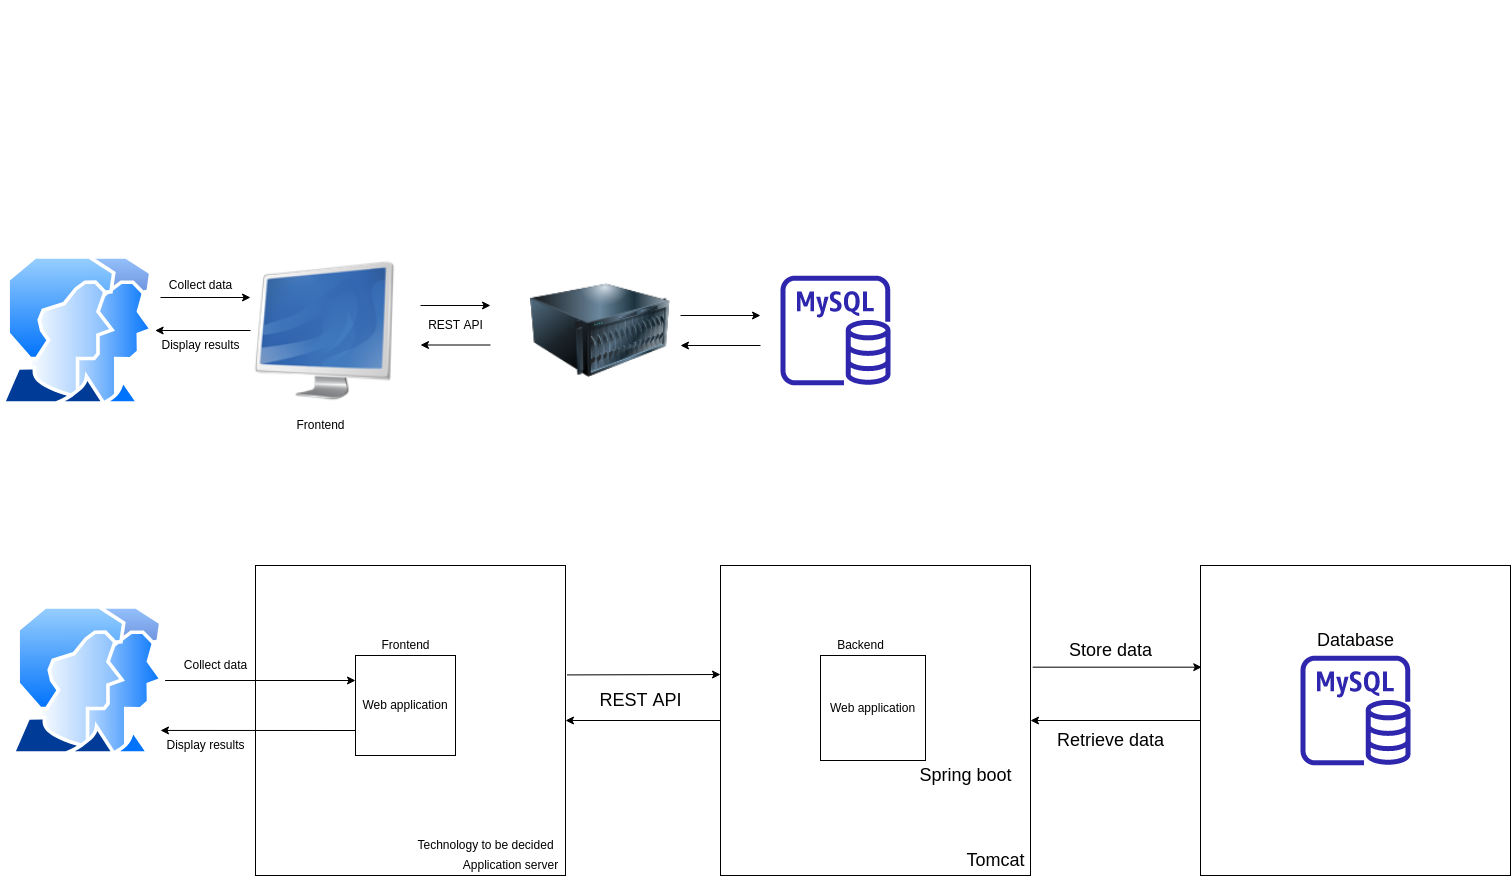 Collect data
Display results
REST API
MySQL
Frontend
Collect data
Display results
Frontend
Web application
Technology to be decided
Application server
REST API
Backend
Web application
Spring boot
Tomcat
Store data
Retrieve data
Database
MySQL